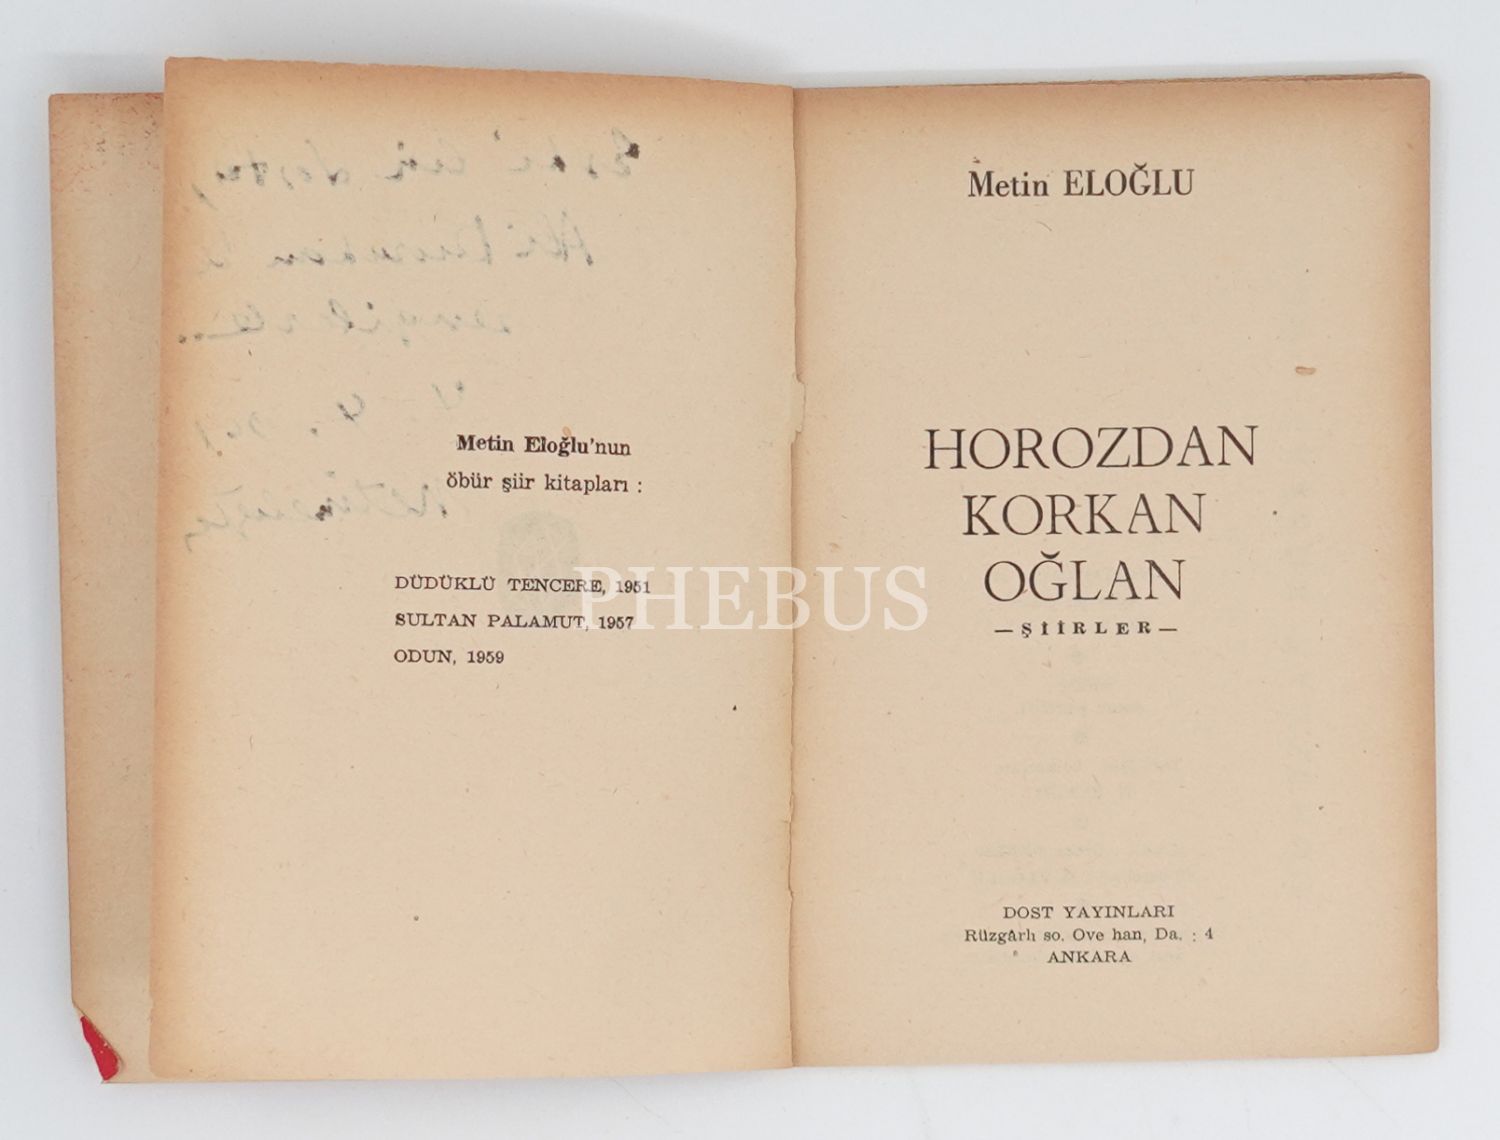 Metin Eloğlu'nun
öbür şiir kitapları :
DÜDÜKLÜ TENCERE, 1951
SULTAN PALAMUT, 1957
ODUN, 1959
Metin ELOĞLU
HOROZDAN
KORKAN
OĞLAN
— ŞİİRLER —
DOST YAYINLARI
Rüzgârlı so. Ove han, Da. : 4
ANKARA
PHEBUS